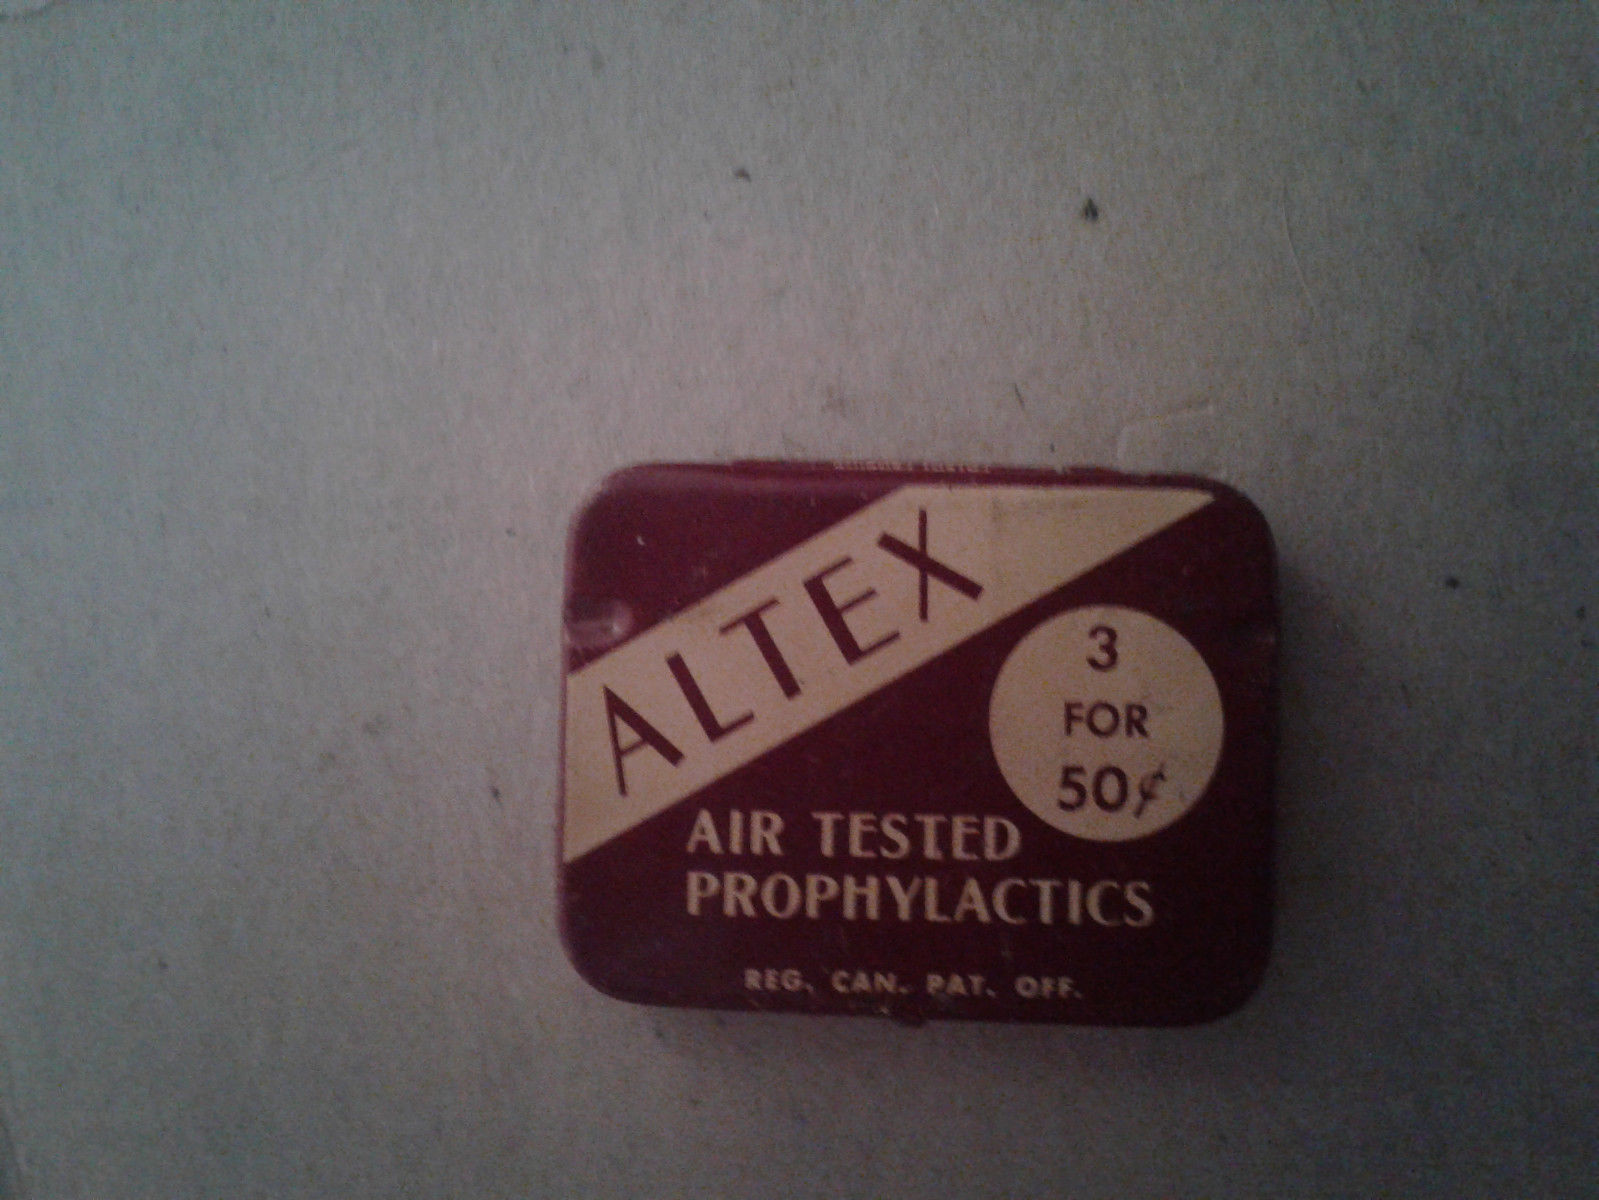 ALTEX
3
FOR
50¢
AIR TESTED
PROPHYLACTICS
REG. CAN. PAT. OFF.